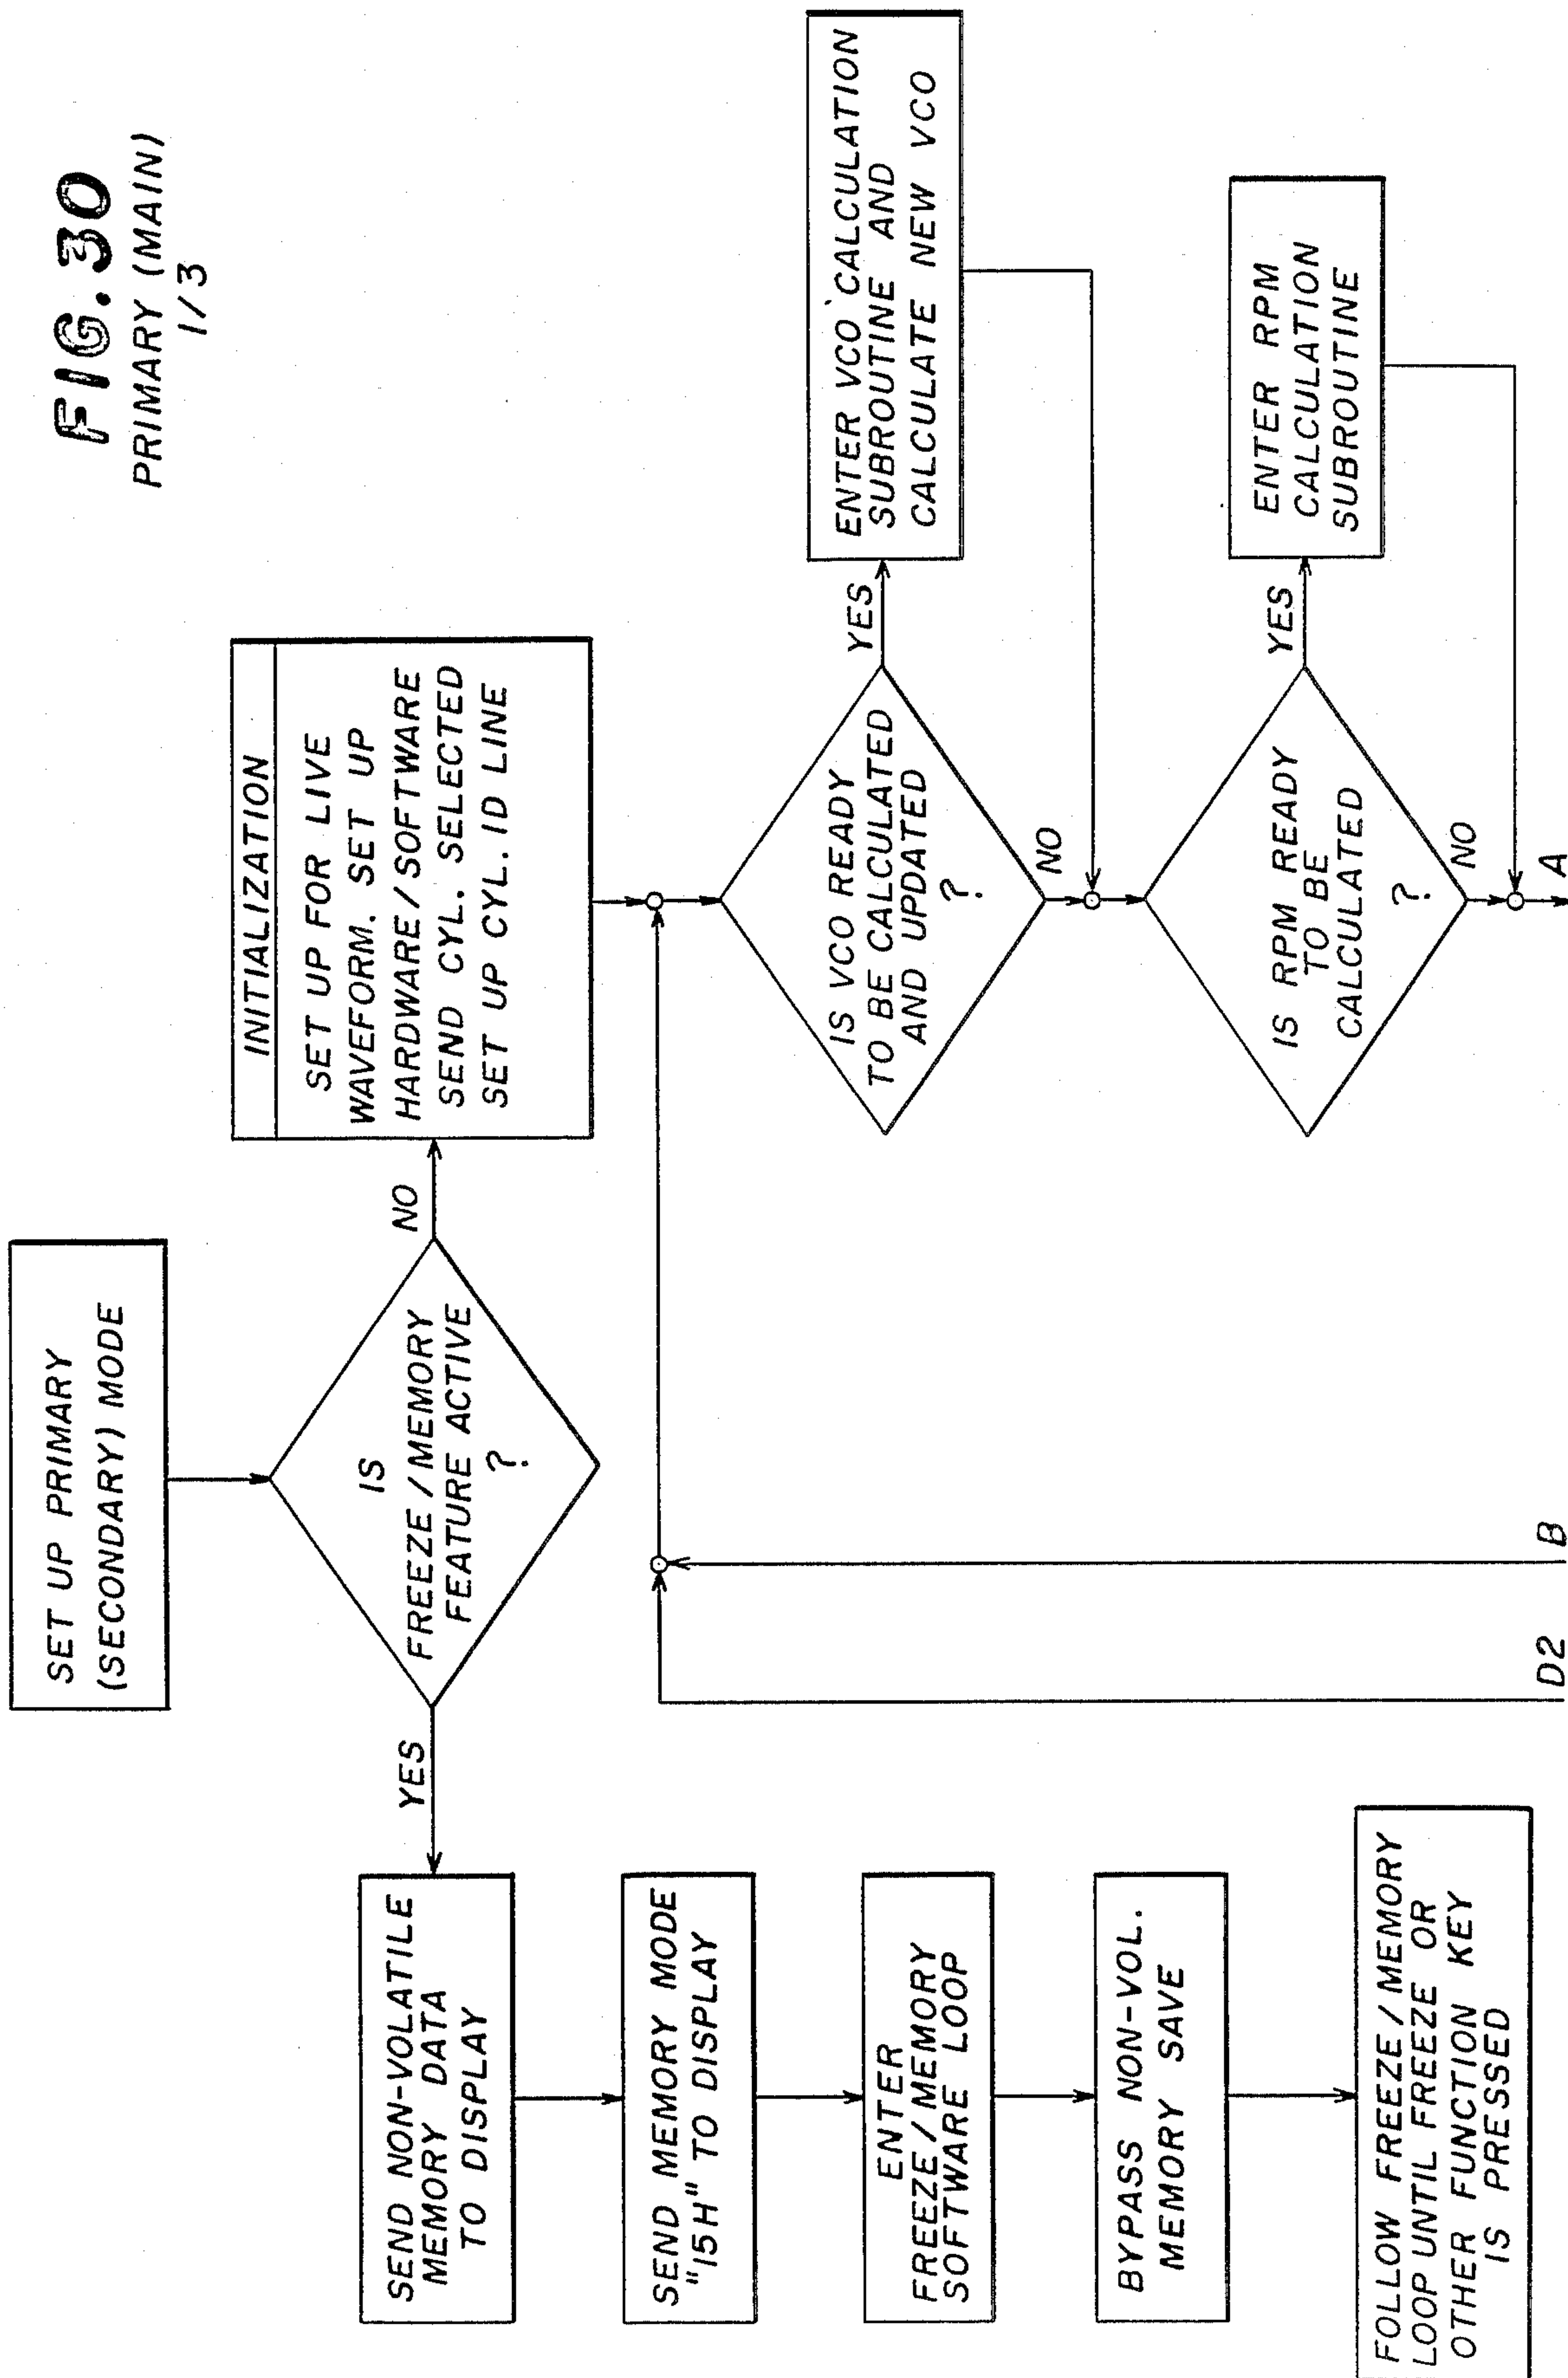 FIG. 30
PRIMARY (MAIN)
1/3
SET UP PRIMARY
(SECONDARY) MODE
IS
FREEZE/MEMORY
FEATURE ACTIVE
?
YES
NO
SEND NON-VOLATILE
MEMORY DATA
TO DISPLAY
SEND MEMORY MODE
"15H" TO DISPLAY
ENTER
FREEZE/MEMORY
SOFTWARE LOOP
BYPASS NON-VOL.
MEMORY SAVE
FOLLOW FREEZE/MEMORY
LOOP UNTIL FREEZE OR
OTHER FUNCTION KEY
IS PRESSED
INITIALIZATION
SET UP FOR LIVE
WAVEFORM. SET UP
HARDWARE/SOFTWARE
SEND CYL. SELECTED
SET UP CYL. ID LINE
IS VCO READY
TO BE CALCULATED
AND UPDATED
?
YES
NO
ENTER VCO CALCULATION
SUBROUTINE AND
CALCULATE NEW VCO
IS RPM READY
TO BE
CALCULATED
?
YES
NO
ENTER RPM
CALCULATION
SUBROUTINE
D2
B
A